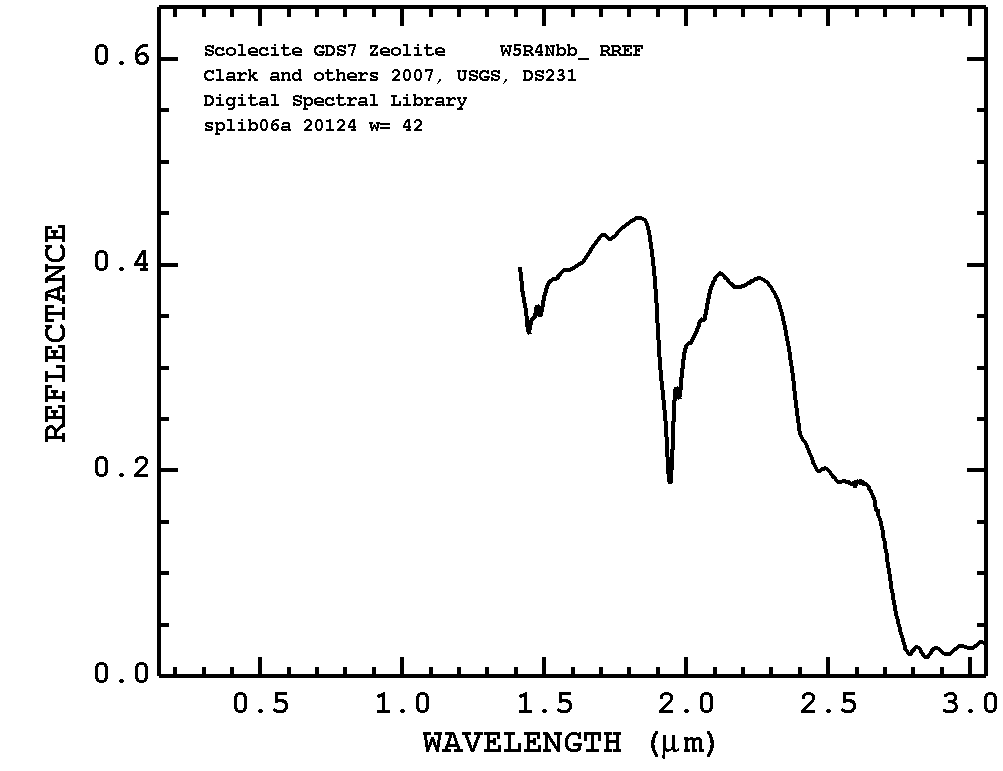 Scolecite GDS7 Zeolite W5R4Nbb_ RREF
Clark and others 2007, USGS, DS231
Digital Spectral Library
splib06a 20124 w= 42
0.6
0.4
0.2
0.0
REFLECTANCE
0.5 1.0 1.5 2.0 2.5 3.0
WAVELENGTH (μm)